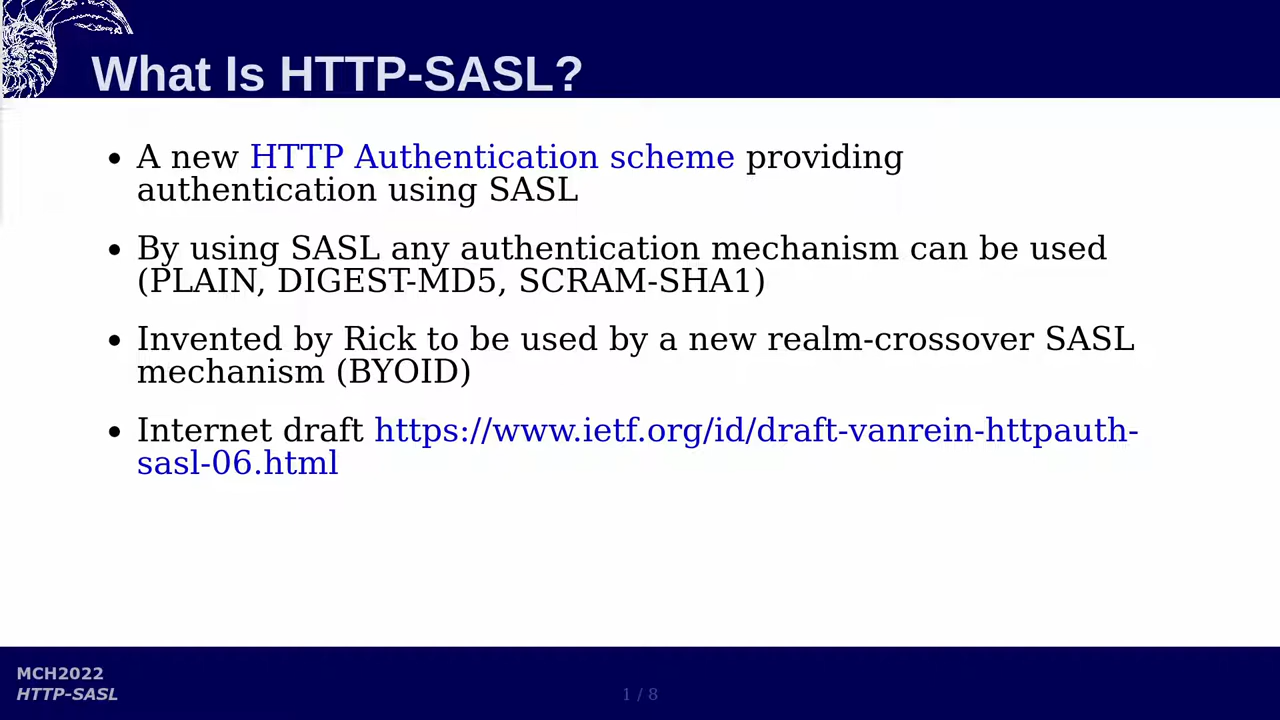 What Is HTTP-SASL?
• A new HTTP Authentication scheme providing
authentication using SASL
• By using SASL any authentication mechanism can be used
(PLAIN, DIGEST-MD5, SCRAM-SHA1)
• Invented by Rick to be used by a new realm-crossover SASL
mechanism (BYOID)
• Internet draft https://www.ietf.org/id/draft-vanrein-httpauth-
sasl-06.html
MCH2022
HTTP-SASL
1 / 8